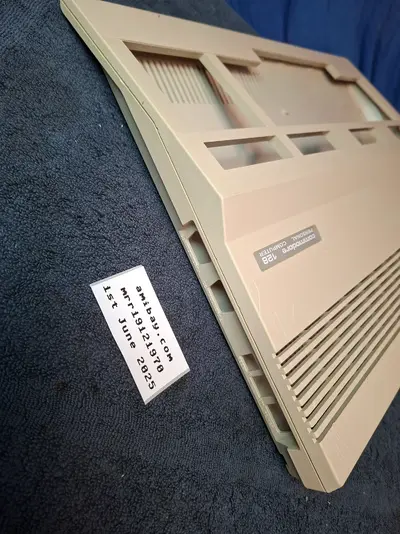 amibay.com
Mrr19121970
1st June 2025
commodore
PERSONAL
COMPUTER
128